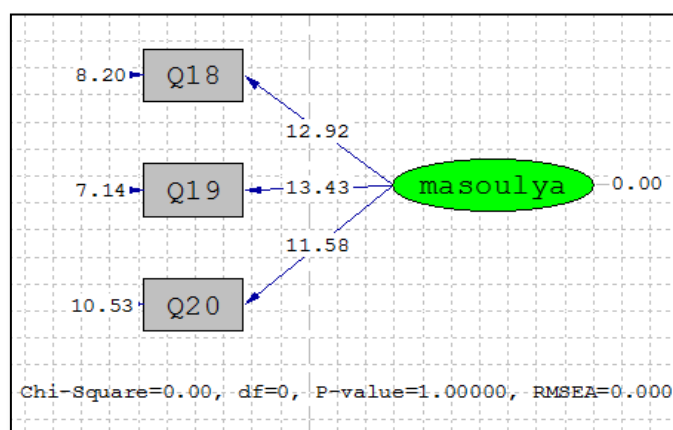 8.20 Q18
12.92
7.14 Q19 13.43 masoulya 0.00
11.58
10.53 Q20
Chi-Square=0.00, df=0, P-value=1.00000, RMSEA=0.000